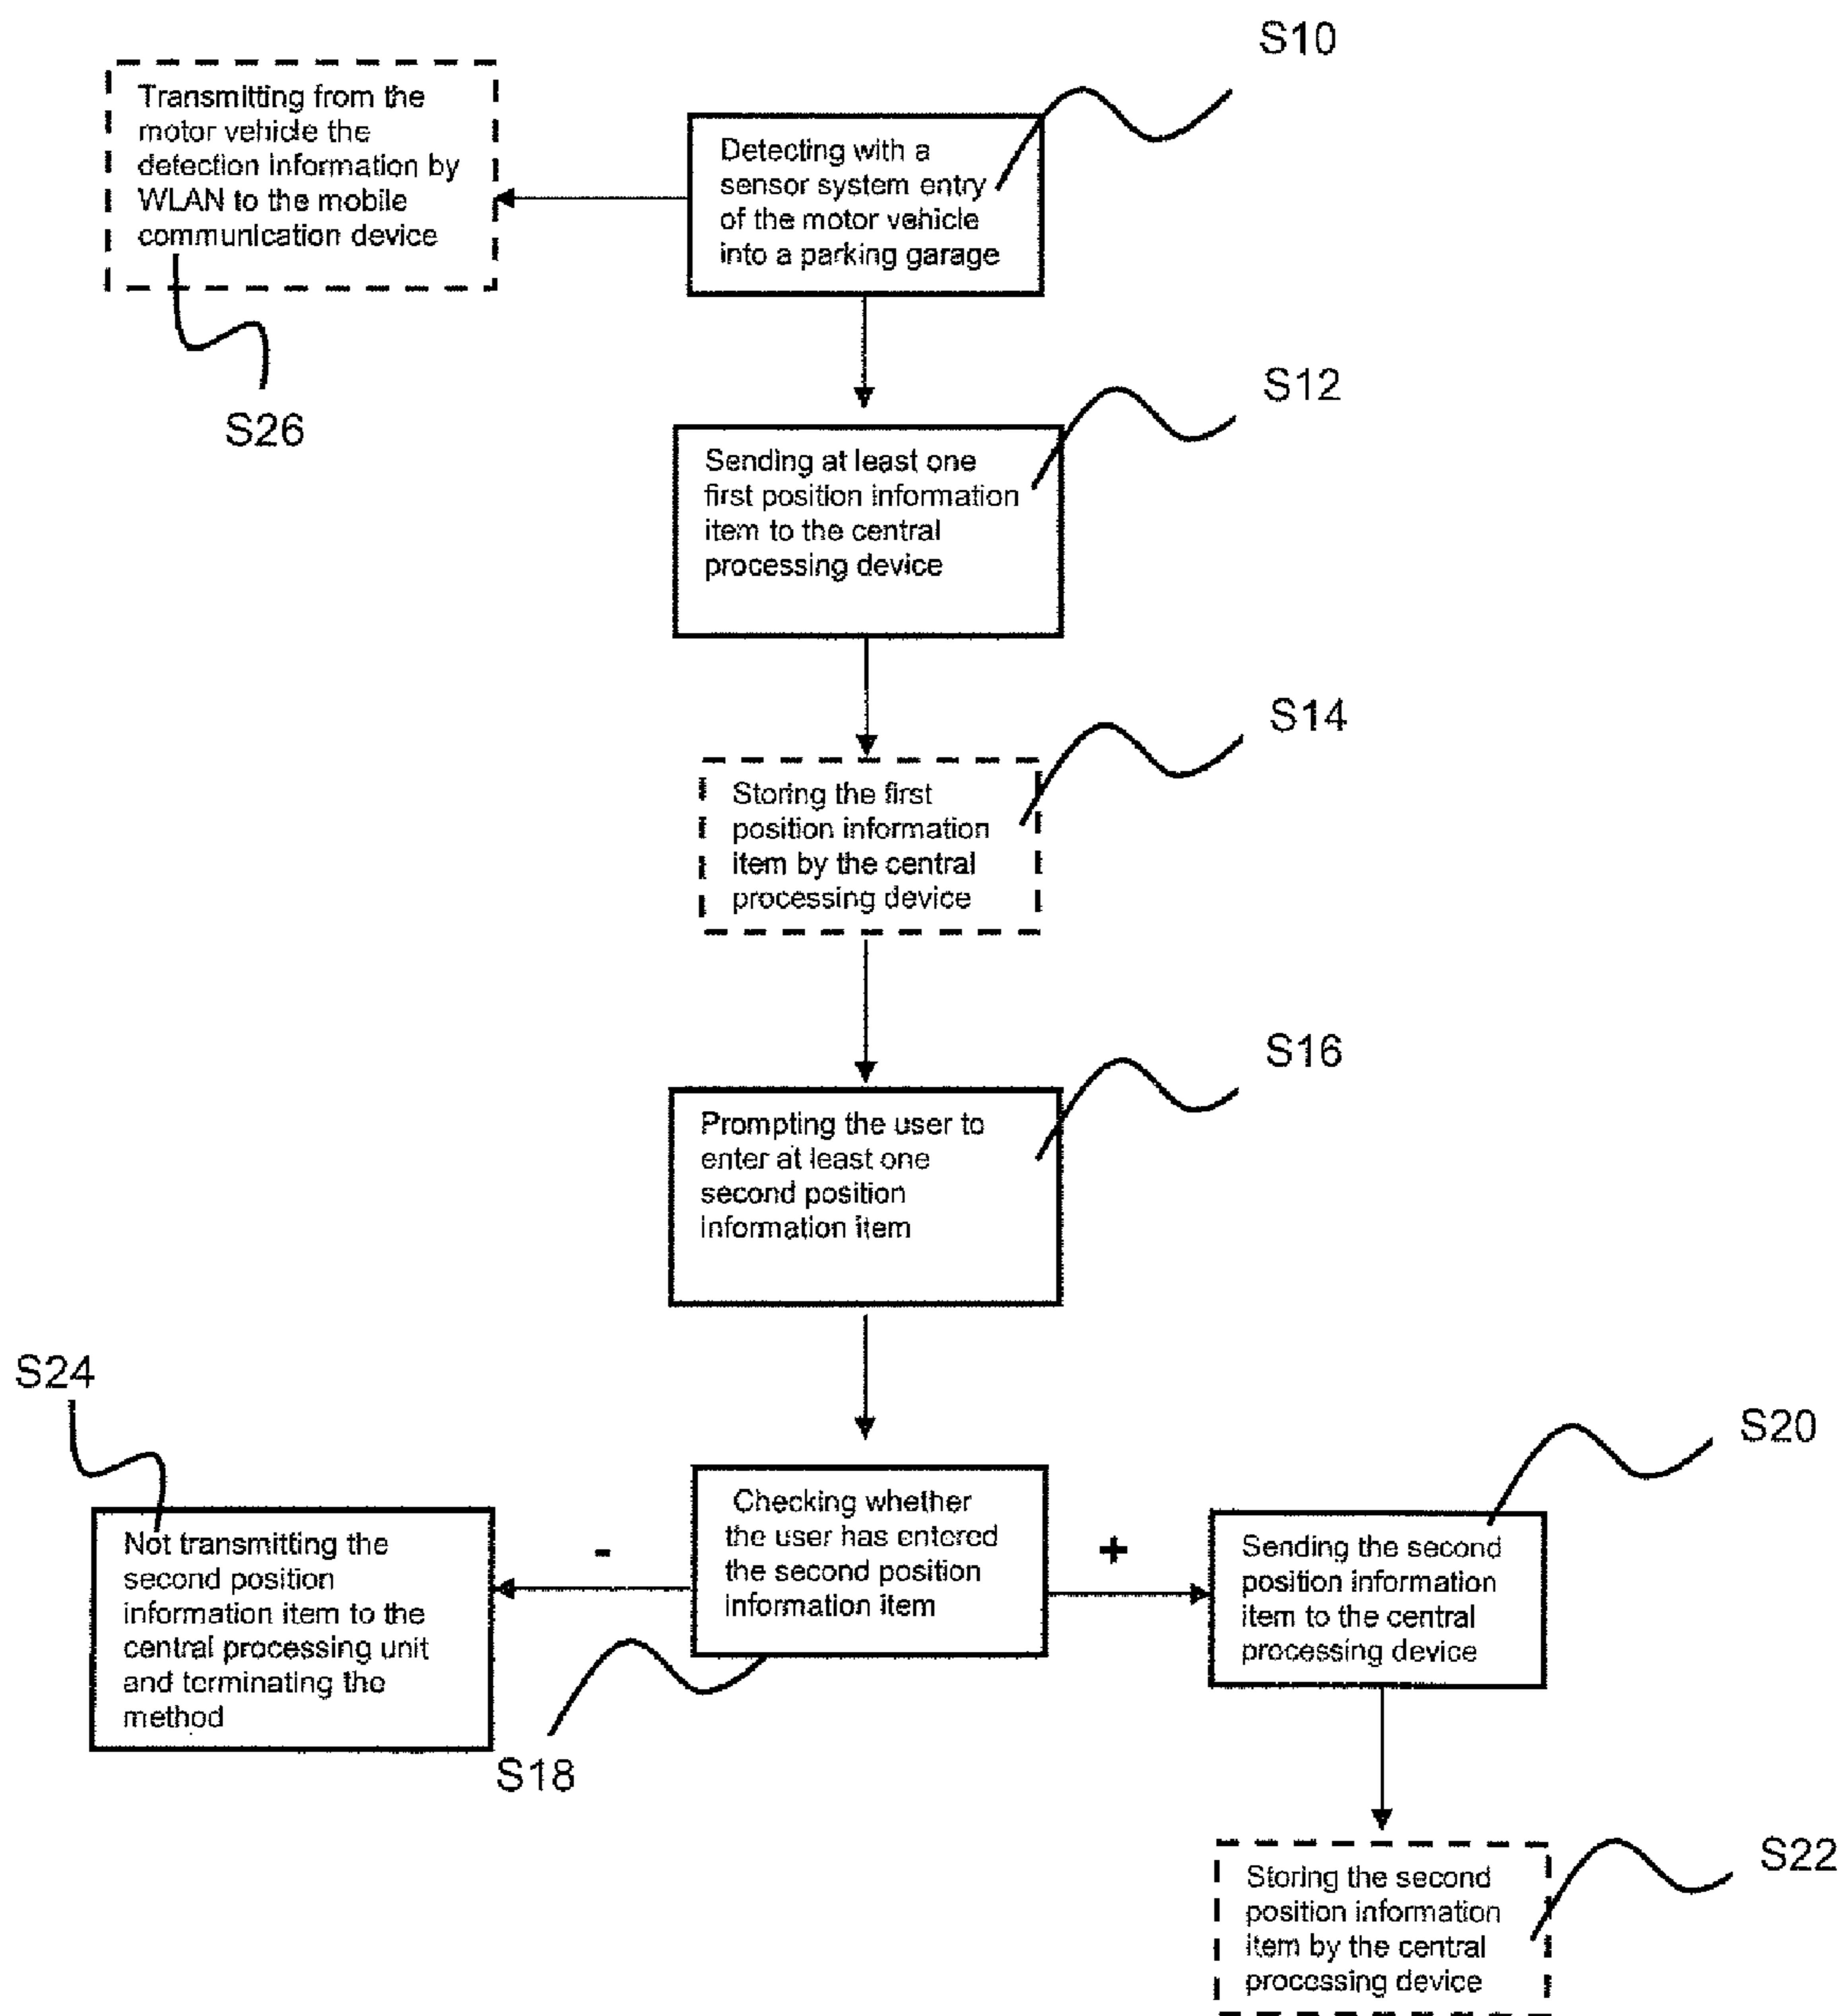 S10
Transmitting from the
motor vehicle the
detection information by
WLAN to the mobile
communication device
Detecting with a
sensor system entry
of the motor vehicle
into a parking garage
S26
S12
Sending at least one
first position information
item to the central
processing device
S14
Storing the first
position information
item by the central
processing device
S16
Prompting the user to
enter at least one
second position
information item
S24
S20
Not transmitting the
second position
information item to the
central processing unit
and terminating the
method
-
Checking whether
the user has entered
the second position
information item
+
Sending the second
position information
item to the central
processing device
S18
S22
Storing the second
position information
item by the central
processing device